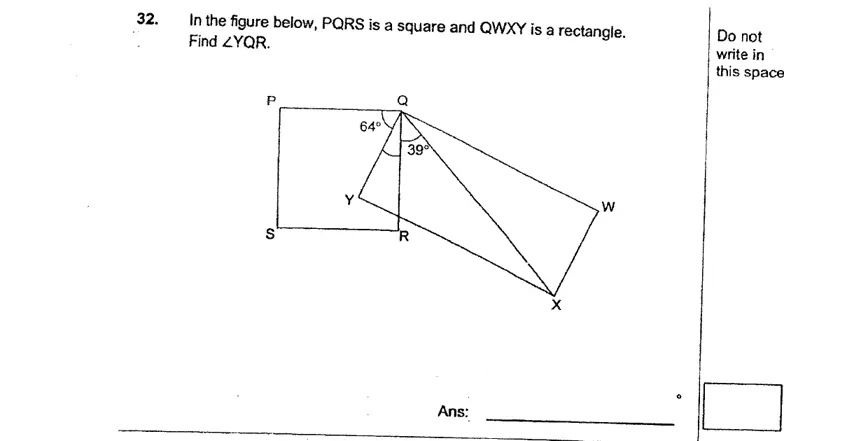 32. In the figure below, PQRS is a square and QWXY is a rectangle.
Find ∠YQR.
Do not
write in
this space
P
Q
64°
39°
Y
W
S
R
X
Ans: ____________________ °